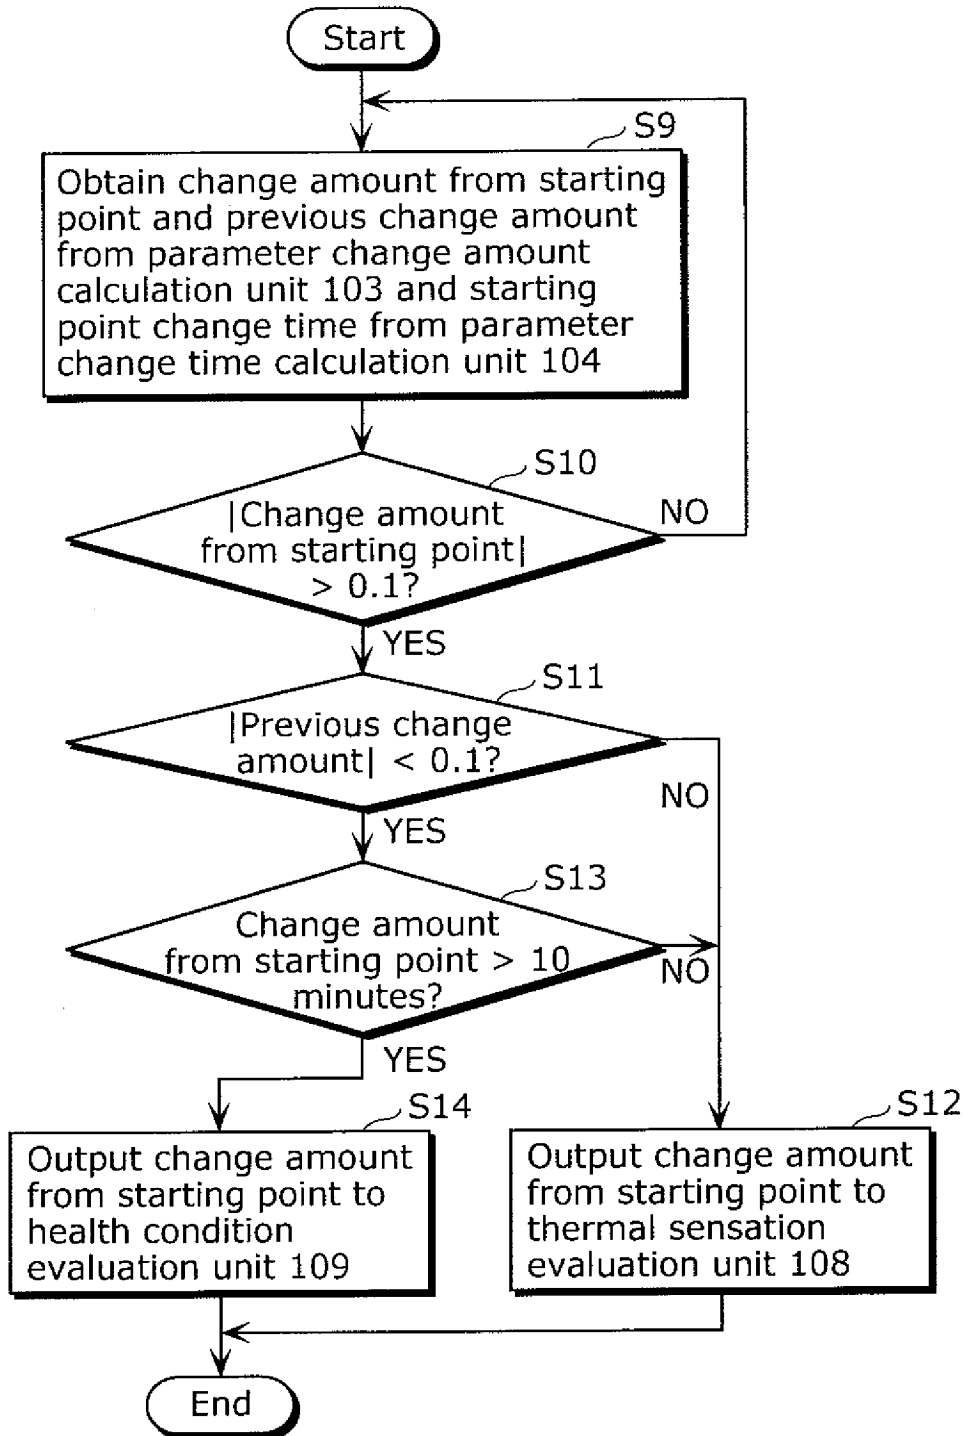 Start
S9
Obtain change amount from starting
point and previous change amount
from parameter change amount
calculation unit 103 and starting
point change time from parameter
change time calculation unit 104
S10
|Change amount
from starting point|
> 0.1?
NO
YES
S11
|Previous change
amount| < 0.1?
NO
YES
S13
Change amount
from starting point > 10
minutes?
NO
YES
S14
Output change amount
from starting point to
health condition
evaluation unit 109
S12
Output change amount
from starting point to
thermal sensation
evaluation unit 108
End